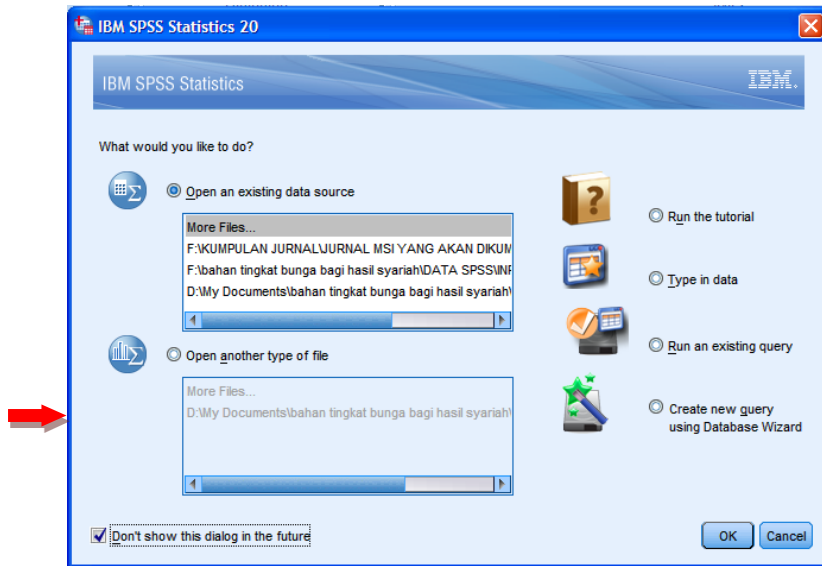 IBM SPSS Statistics 20
IBM SPSS Statistics
IBM.
What would you like to do?
Open an existing data source
More Files...
F:\KUMPULAN JURNAL\JURNAL MSI YANG AKAN DIKUM
F:\bahan tingkat bunga bagi hasil syariah\DATA SPSS\INF
D:\My Documents\bahan tingkat bunga bagi hasil syariah\
Open another type of file
More Files...
D:\My Documents\bahan tingkat bunga bagi hasil syariah\
Run the tutorial
Type in data
Run an existing query
Create new query
using Database Wizard
Don't show this dialog in the future
OK
Cancel